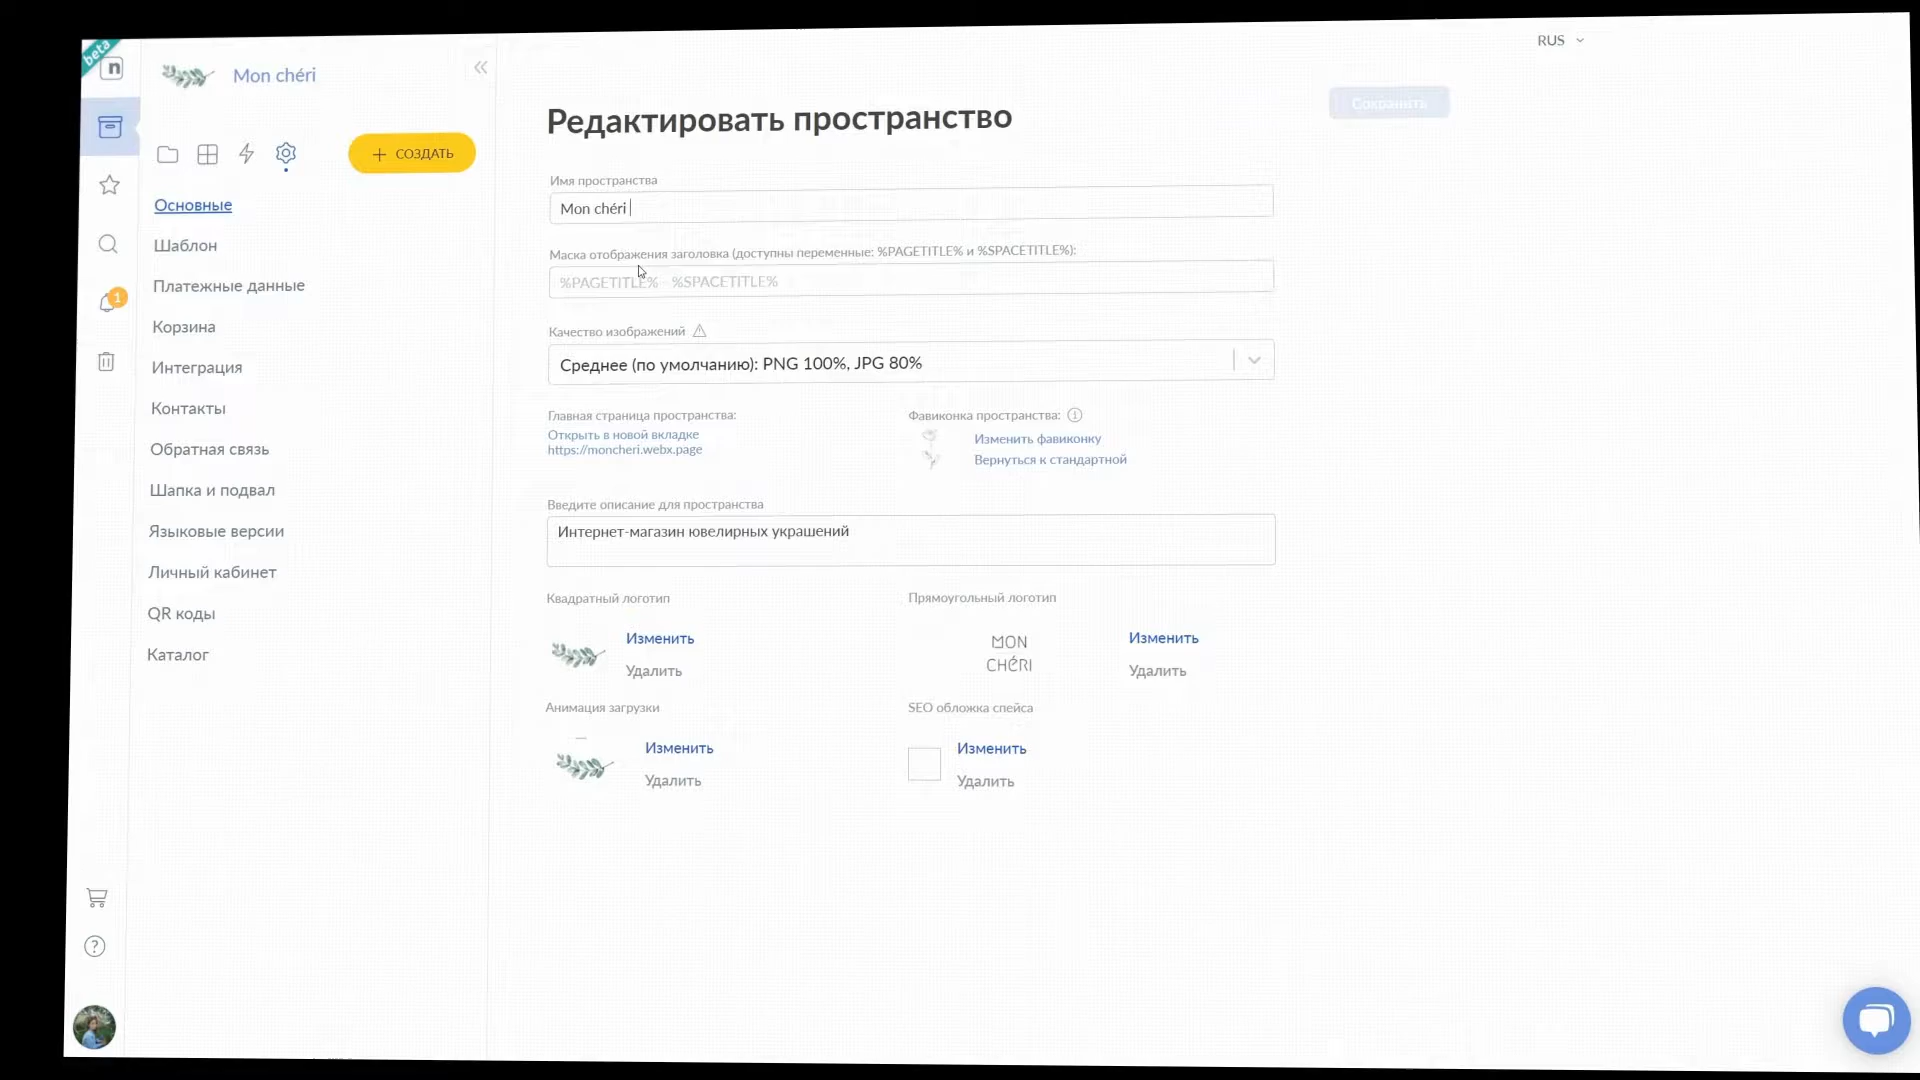 beta
n
Mon chéri
RUS
Редактировать пространство
Сохранить
+ СОЗДАТЬ
Основные
Шаблон
Платежные данные
Корзина
Интеграция
Контакты
Обратная связь
Шапка и подвал
Языковые версии
Личный кабинет
QR коды
Каталог
1
Имя пространства
Mon chéri
Маска отображения заголовка (доступны переменные: %PAGETITLE% и %SPACETITLE%):
%PAGETITLE% - %SPACETITLE%
Качество изображений
Среднее (по умолчанию): PNG 100%, JPG 80%
Главная страница пространства:
Открыть в новой вкладке
https://moncheri.webx.page
Фавиконка пространства:
Изменить фавиконку
Вернуться к стандартной
Введите описание для пространства
Интернет-магазин ювелирных украшений
Квадратный логотип
Изменить
Удалить
Прямоугольный логотип
MON
CHÉRI
Изменить
Удалить
Анимация загрузки
Изменить
Удалить
SEO обложка спейса
Изменить
Удалить